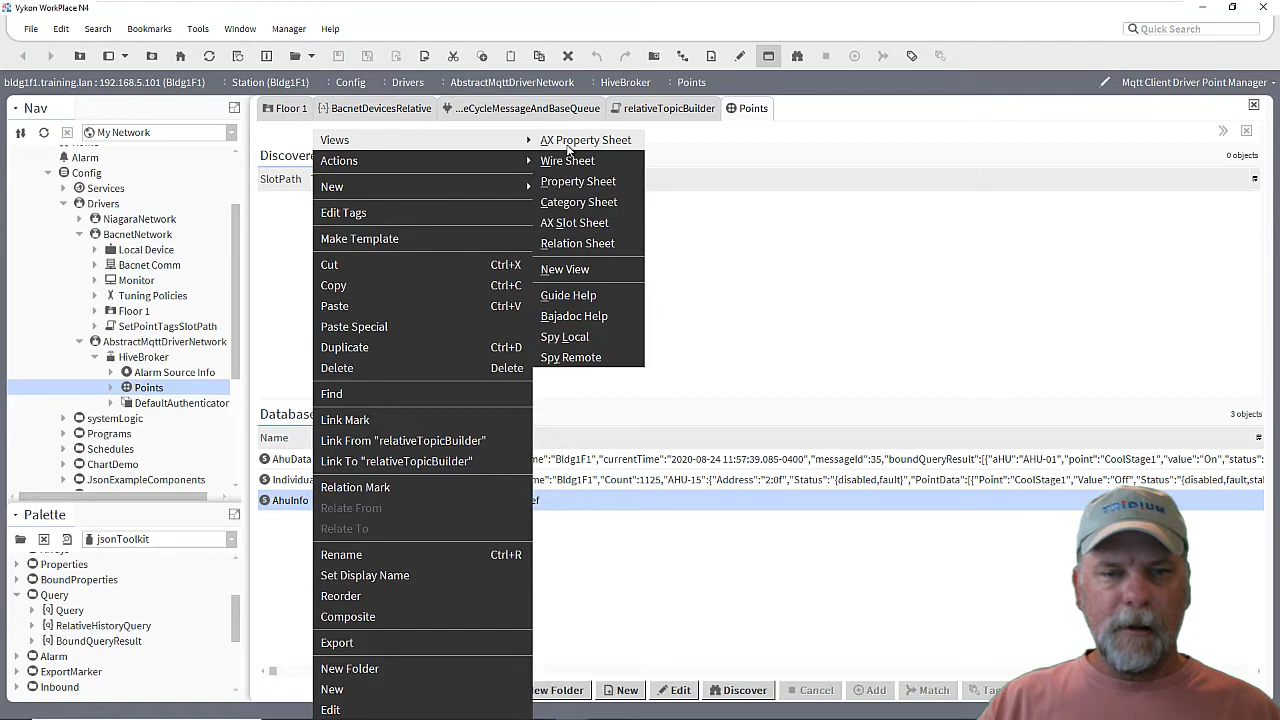 Vykon WorkPlace N4
File Edit Search Bookmarks Tools Window Manager Help
Quick Search
bldg1f1.training.lan : 192.168.5.101 (Bldg1F1) Station (Bldg1F1) Config Drivers AbstractMqttDriverNetwork HiveBroker Points
Mqtt Client Driver Point Manager
Nav
My Network
Alarm
Config
Services
Drivers
NiagaraNetwork
BacnetNetwork
Local Device
Bacnet Comm
Monitor
Tuning Policies
Floor 1
SetPointTagsSlotPath
AbstractMqttDriverNetwork
HiveBroker
Alarm Source Info
Points
DefaultAuthenticator
systemLogic
Programs
Schedules
ChartDemo
JsonExampleComponents
Palette
jsonToolkit
Properties
BoundProperties
Query
Query
RelativeHistoryQuery
BoundQueryResult
Alarm
ExportMarker
Inbound
Floor 1 BacnetDevicesRelative ...eCycleMessageAndBaseQueue relativeTopicBuilder Points
Discove
0 objects
SlotPath
Views
Actions
New
Edit Tags
Make Template
Cut Ctrl+X
Copy Ctrl+C
Paste Ctrl+V
Paste Special
Duplicate Ctrl+D
Delete Delete
Find
Link Mark
Link From "relativeTopicBuilder"
Link To "relativeTopicBuilder"
Relation Mark
Relate From
Relate To
Rename Ctrl+R
Set Display Name
Reorder
Composite
Export
New Folder
New
Edit
AX Property Sheet
Wire Sheet
Property Sheet
Category Sheet
AX Slot Sheet
Relation Sheet
New View
Guide Help
Bajadoc Help
Spy Local
Spy Remote
Databas
3 objects
Name
AhuData
me":"Bldg1F1","currentTime":"2020-08-24 11:57:39.085-0400","messageId":35,"boundQueryResult":[{"aHU":"AHU-01","point":"CoolStage1","value":"On","status":
Individua
me":"Bldg1F1","Count":1125,"AHU-15":{"Address":"2:0f","Status":"{disabled,fault}","PointData":[{"Point":"CoolStage1","Value":"Off","Status":"{disabled,fault,stal
AhuInfo
ef
ew Folder New Edit Discover Cancel Add Match Tag
TRIDIUM